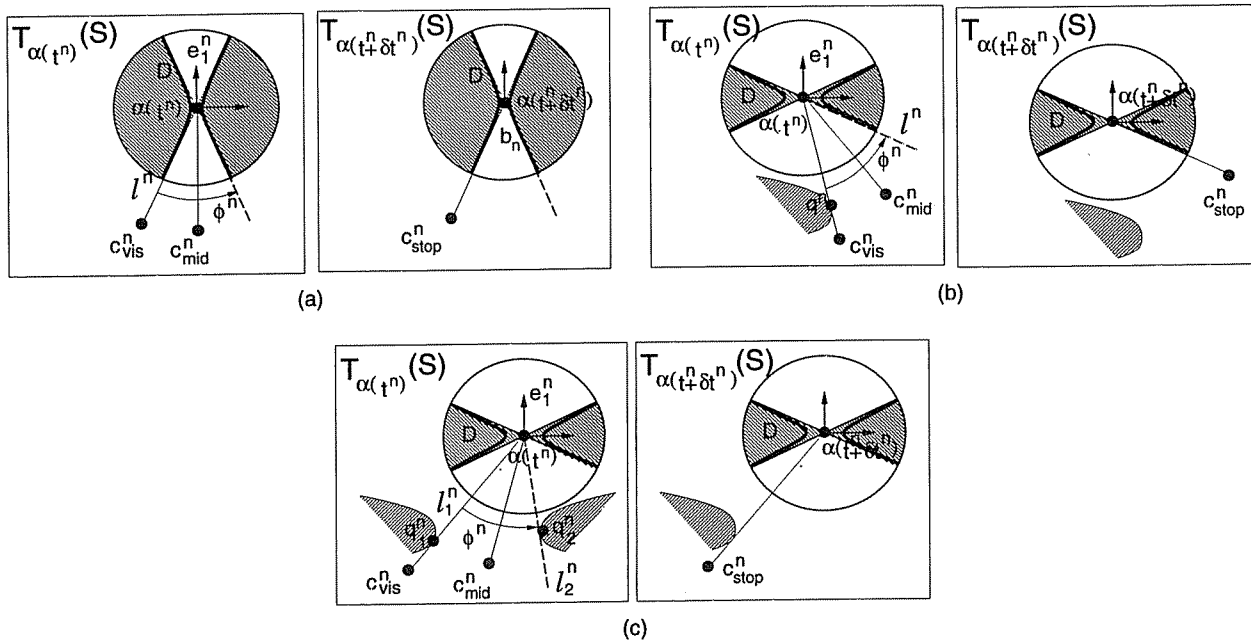 T_α(t^n) (S)
D
e_1^n
α(t^n)
l^n
ϕ^n
c_vis^n
c_mid^n
T_α(t^n+δt^n) (S)
D
α(t^n+δt^n)
b_n
c_stop^n
(a)
T_α(t^n) (S)
e_1^n
D
α(t^n)
l^n
ϕ^n
q^n
c_mid^n
c_vis^n
T_α(t^n+δt^n) (S)
α(t^n+δt^n)
D
c_stop^n
(b)
T_α(t^n) (S)
e_1^n
D
α(t^n)
l_1^n
q_1^n
ϕ^n
q_2^n
c_vis^n
c_mid^n
l_2^n
T_α(t^n+δt^n) (S)
D
α(t^n+δt^n)
c_stop^n
(c)